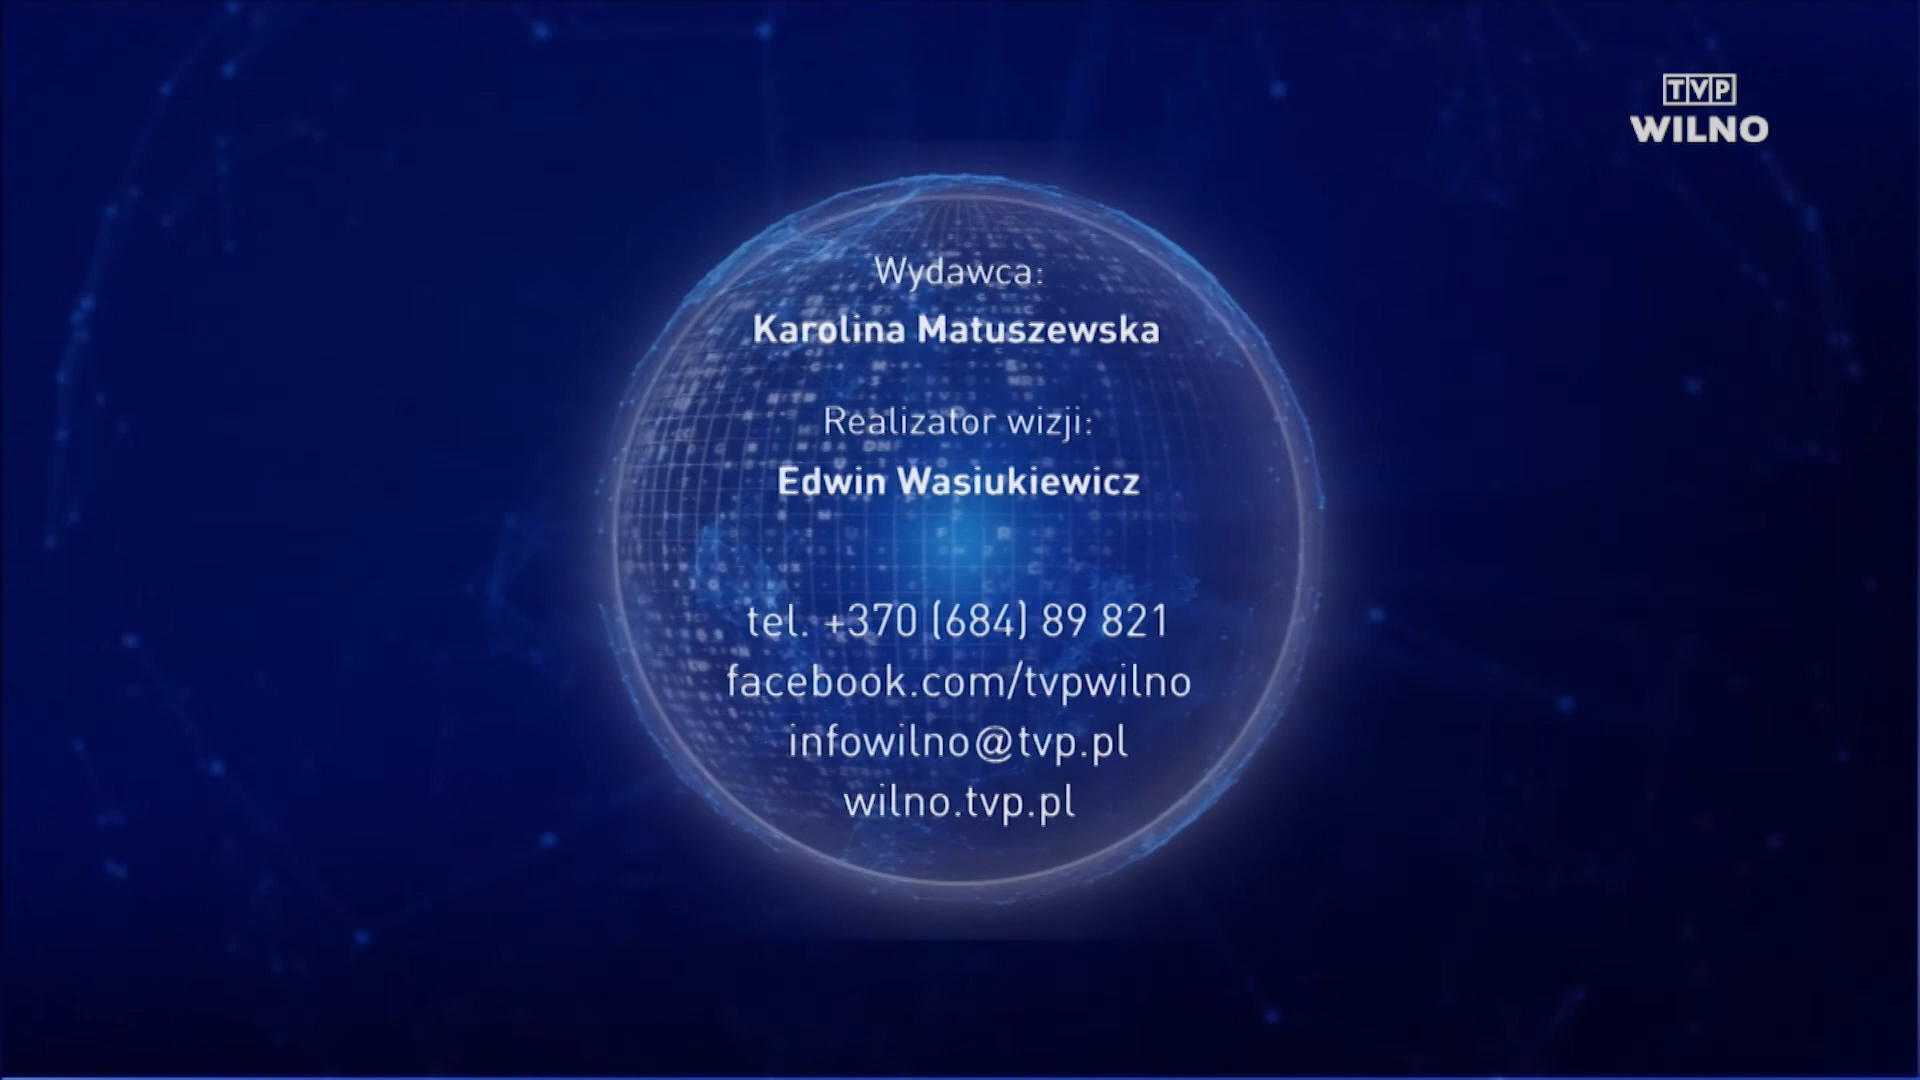 TVP
WILNO
Wydawca:
Karolina Matuszewska
Realizator wizji:
Edwin Wasiukiewicz
tel. +370 (684) 89 821
facebook.com/tvpwilno
infowilno@tvp.pl
wilno.tvp.pl